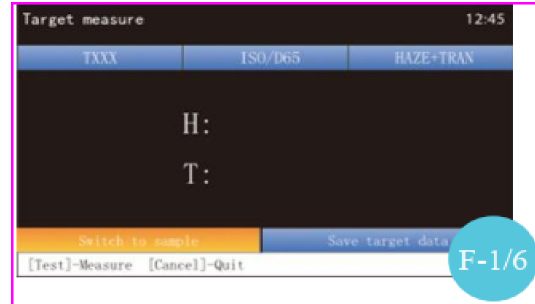 Target measure 12:45
TXXX ISO/D65 HAZE+TRAN
H:
T:
Switch to sample Save target data
[Test]-Measure [Cancel]-Quit
F-1/6